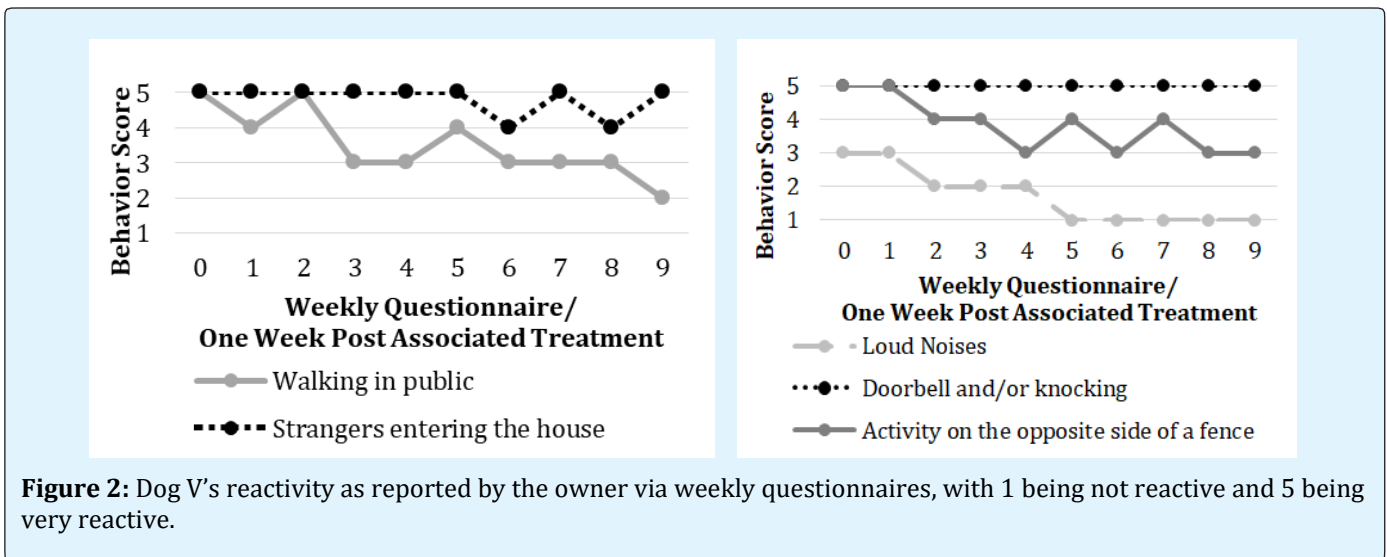 Behavior Score
5
4
3
2
1
0 1 2 3 4 5 6 7 8 9
Weekly Questionnaire/
One Week Post Associated Treatment
Walking in public
Strangers entering the house
Behavior Score
5
4
3
2
1
0 1 2 3 4 5 6 7 8 9
Weekly Questionnaire/
One Week Post Associated Treatment
Loud Noises
Doorbell and/or knocking
Activity on the opposite side of a fence
Figure 2: Dog V's reactivity as reported by the owner via weekly questionnaires, with 1 being not reactive and 5 being
very reactive.